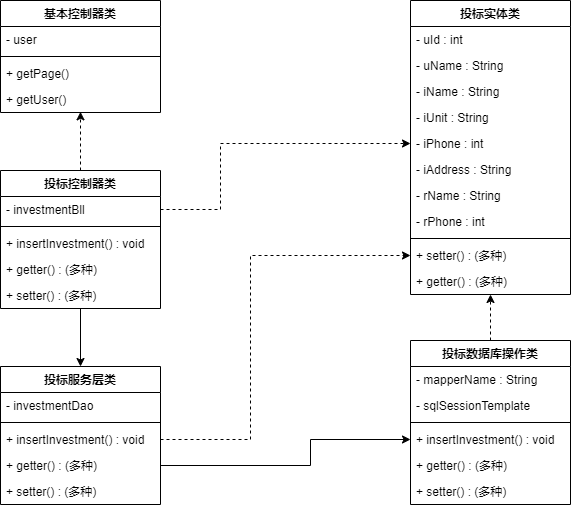 基本控制器类
- user
+ getPage()
+ getUser()
投标控制器类
- investmentBll
+ insertInvestment() : void
+ getter() : (多种)
+ setter() : (多种)
投标服务层类
- investmentDao
+ insertInvestment() : void
+ getter() : (多种)
+ setter() : (多种)
投标实体类
- uId : int
- uName : String
- iName : String
- iUnit : String
- iPhone : int
- iAddress : String
- rName : String
- rPhone : int
+ setter() : (多种)
+ getter() : (多种)
投标数据库操作类
- mapperName : String
- sqlSessionTemplate
+ insertInvestment() : void
+ getter() : (多种)
+ setter() : (多种)